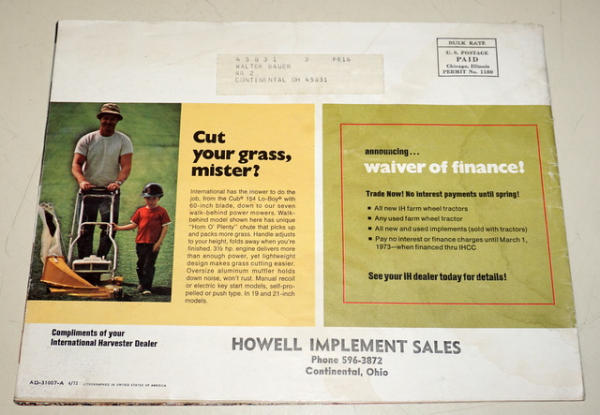 45831 3 FE16
WALTER BAUER
RR 2
CONTINENTAL OH 45831
BULK RATE
U. S. POSTAGE
PAID
Chicago, Illinois
PERMIT No. 1180
Cut
your grass,
mister?
International has the mower to do the
job, from the Cub® 154 Lo-Boy® with
60-inch blade, down to our seven
walk-behind power mowers. Walk-
behind model shown here has unique
"Horn O' Plenty" chute that picks up
and packs more grass. Handle adjusts
to your height, folds away when you're
finished. 3½ hp. engine delivers more
than enough power, yet lightweight
design makes grass cutting easier.
Oversize aluminum muffler holds
down noise, won't rust. Manual recoil
or electric key start models, self-pro-
pelled or push type. In 19 and 21-inch
models.
announcing...
waiver of finance!
Trade Now! No interest payments until spring!
All new IH farm wheel tractors
Any used farm wheel tractor
All new and used implements (sold with tractors)
Pay no interest or finance charges until March 1,
1973—when financed thru IHCC
See your IH dealer today for details!
Compliments of your
International Harvester Dealer
HOWELL IMPLEMENT SALES
Phone 596-3872
Continental, Ohio
AD-31007-A 6/72 LITHOGRAPHED IN UNITED STATES OF AMERICA